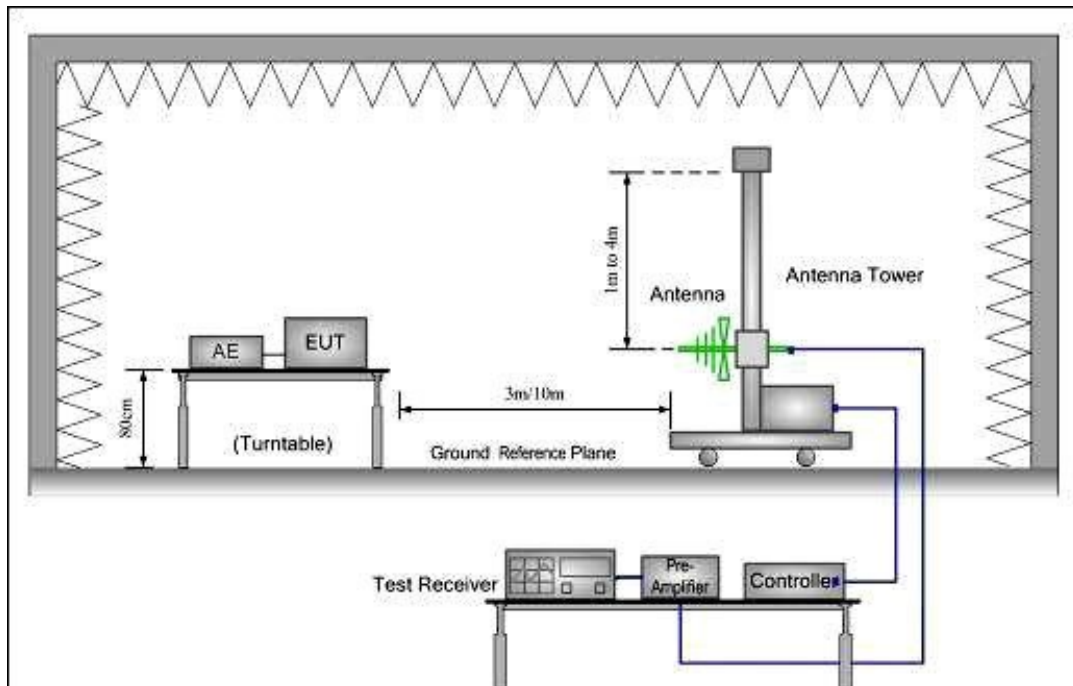 1m to 4m
Antenna Tower
Antenna
AE
EUT
3m/10m
80cm
(Turntable)
Ground Reference Plane
Test Receiver
Pre-
Amplifier
Controlle